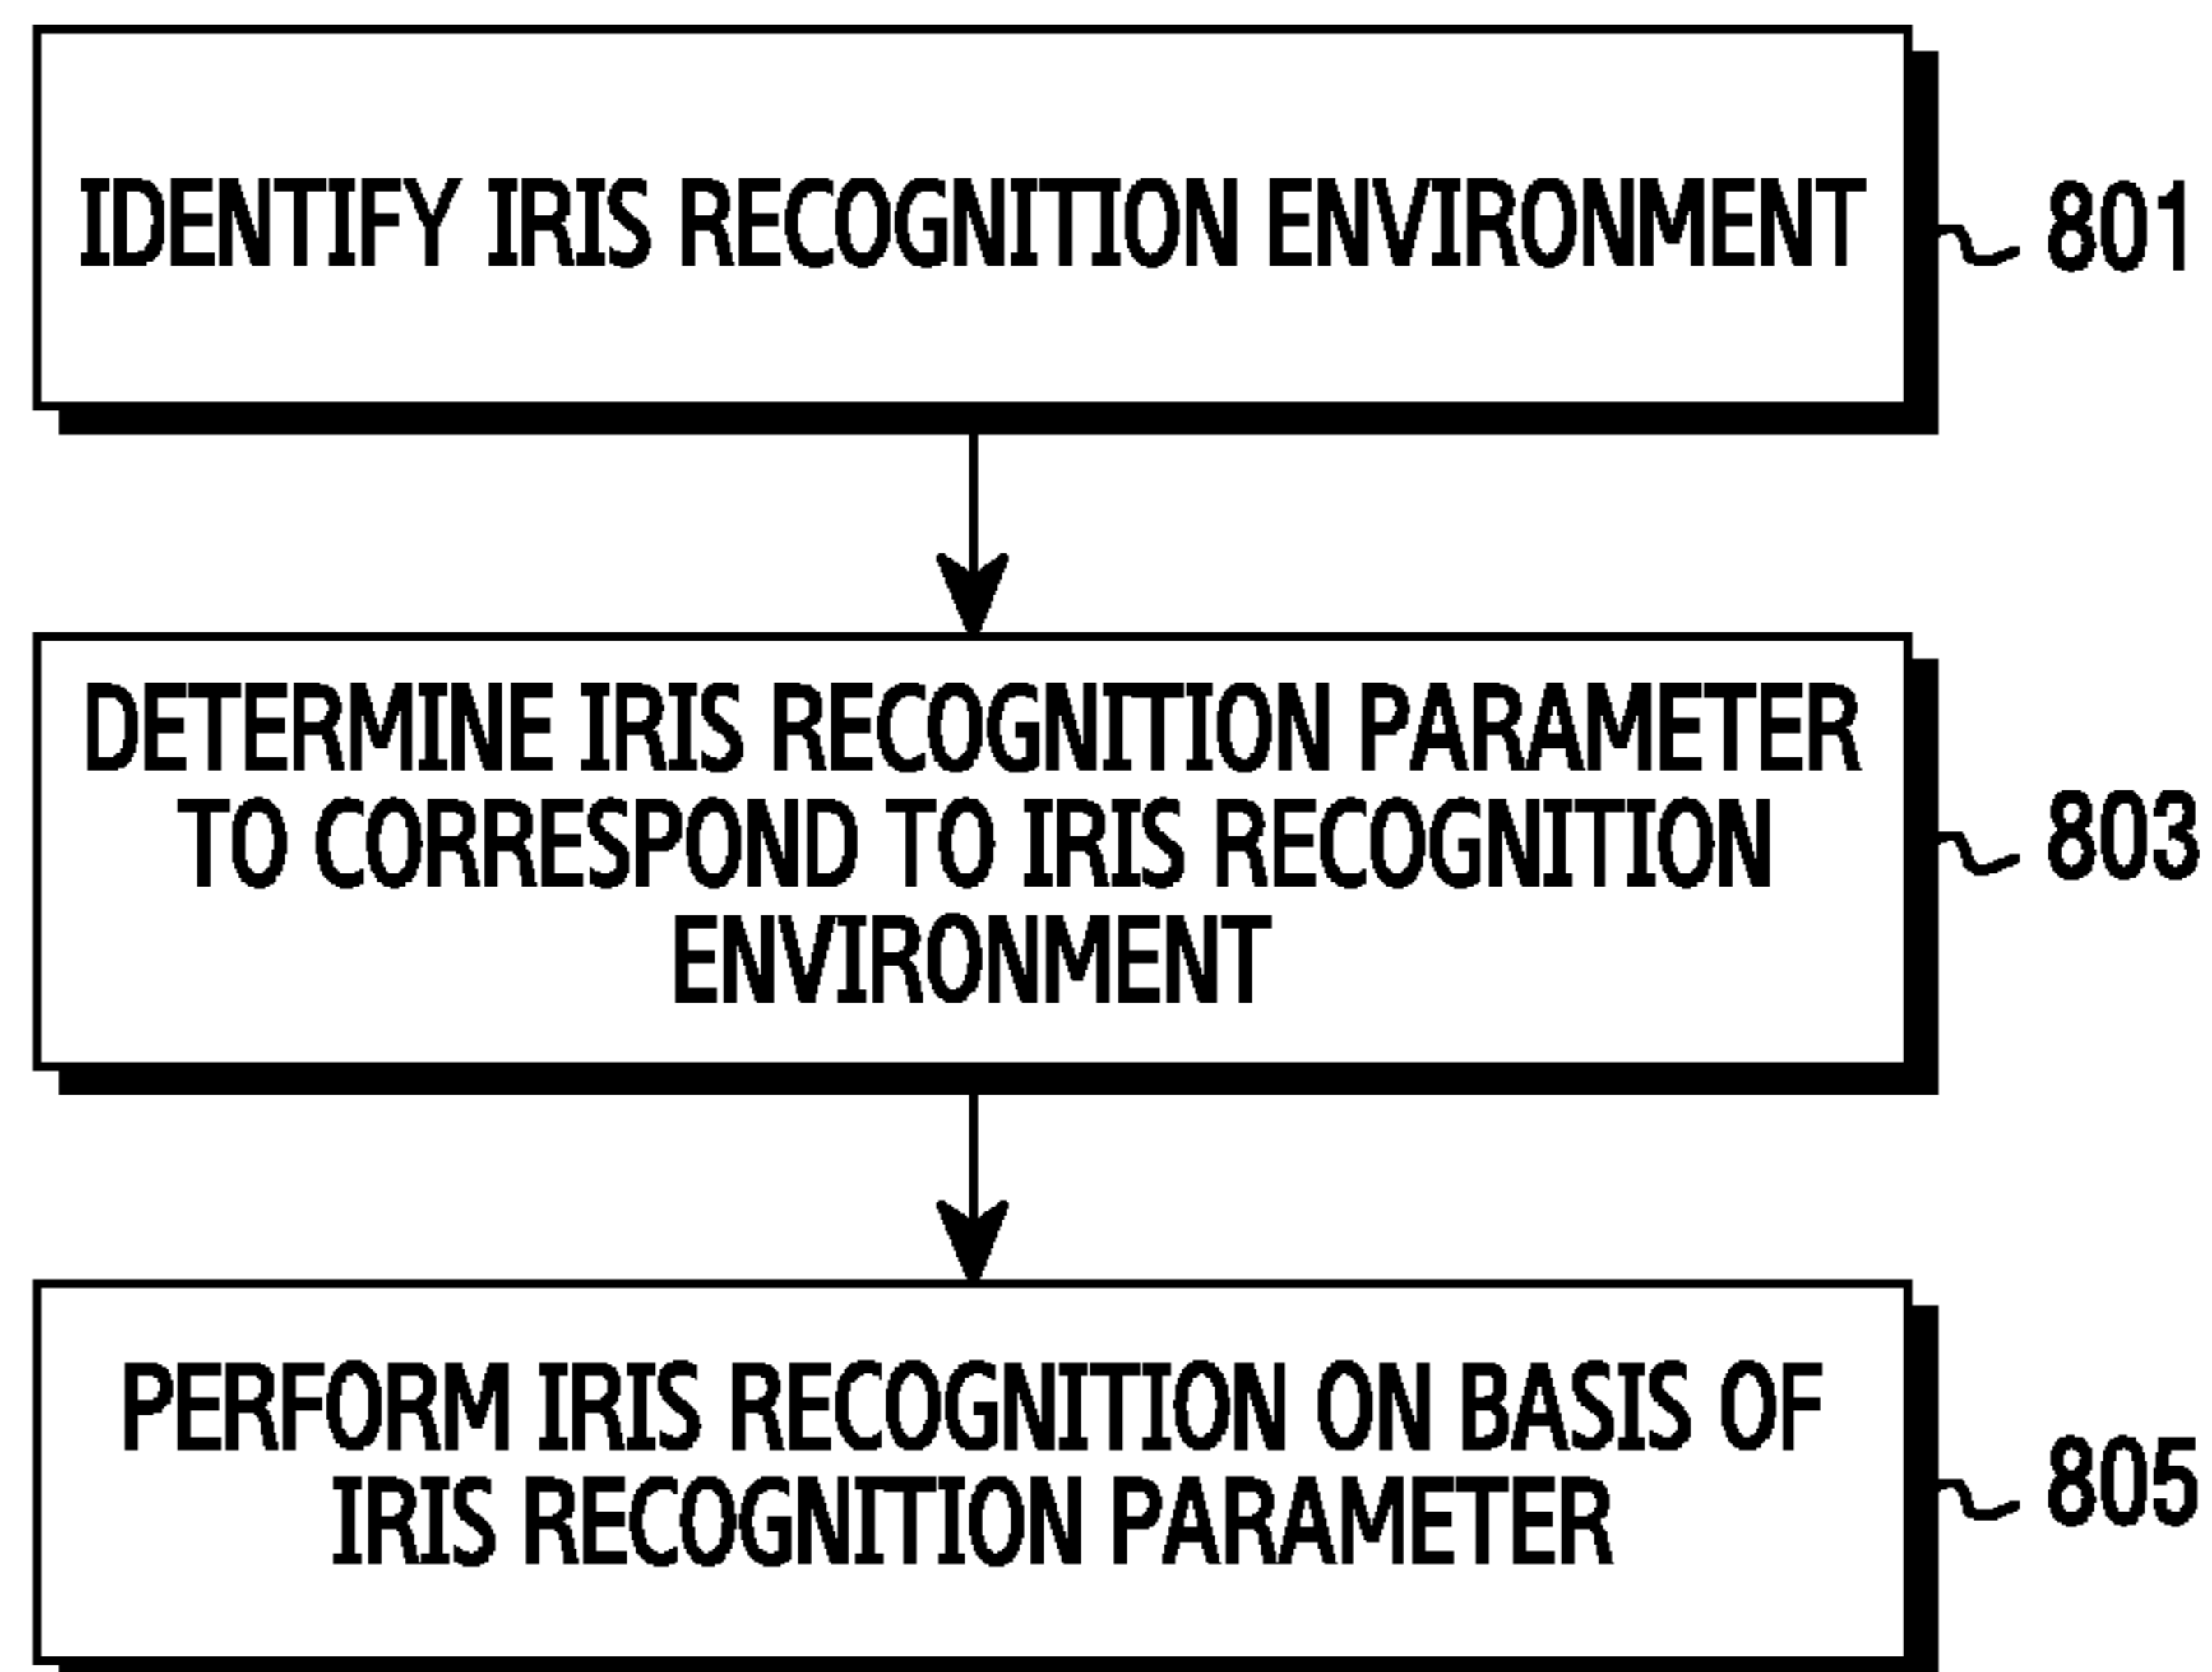 IDENTIFY IRIS RECOGNITION ENVIRONMENT
801
DETERMINE IRIS RECOGNITION PARAMETER
TO CORRESPOND TO IRIS RECOGNITION
ENVIRONMENT
803
PERFORM IRIS RECOGNITION ON BASIS OF
IRIS RECOGNITION PARAMETER
805